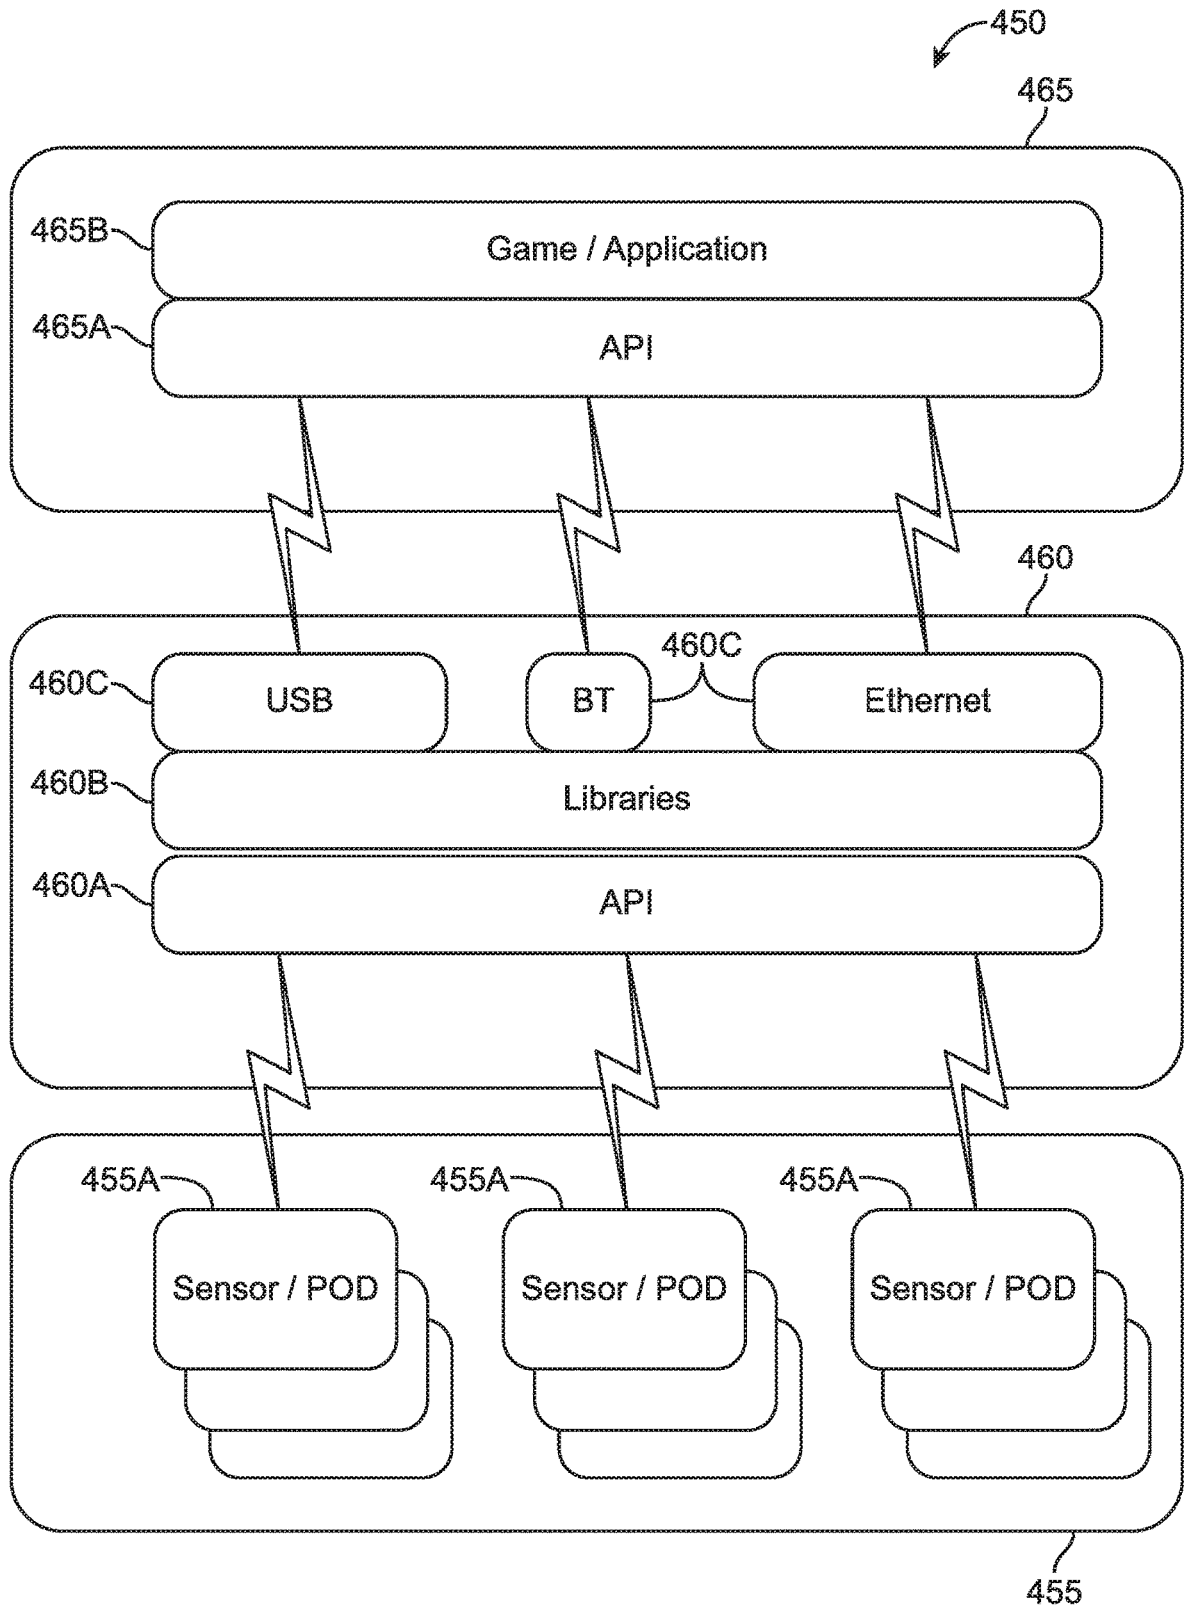 450
465
465B
Game / Application
465A
API
460
460C
USB
BT
460C
Ethernet
460B
Libraries
460A
API
455A
455A
455A
Sensor / POD
Sensor / POD
Sensor / POD
455